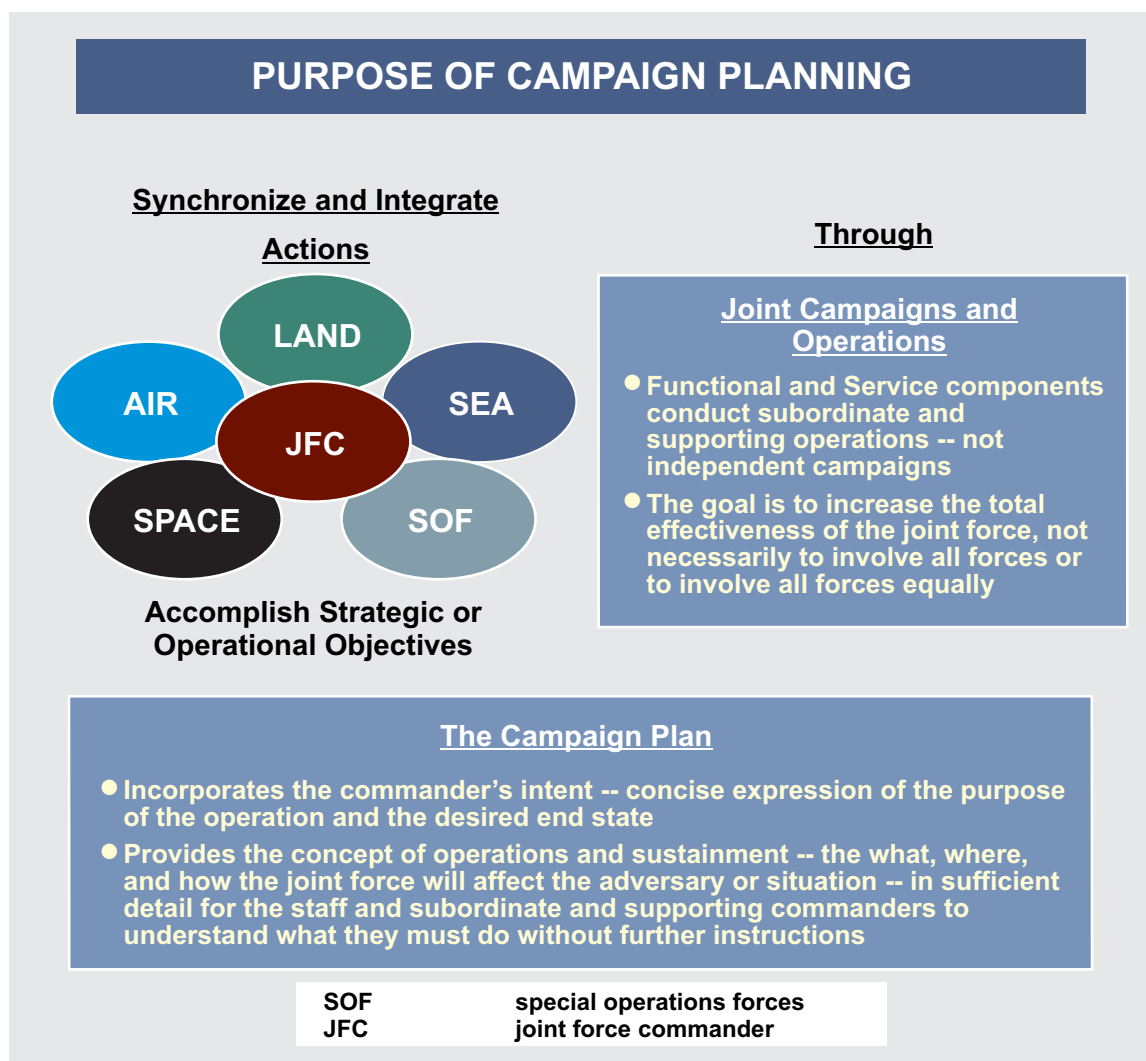 PURPOSE OF CAMPAIGN PLANNING
Synchronize and Integrate
Actions
LAND
AIR
SEA
JFC
SPACE
SOF
Accomplish Strategic or
Operational Objectives
Through
Joint Campaigns and
Operations
● Functional and Service components
conduct subordinate and
supporting operations -- not
independent campaigns
● The goal is to increase the total
effectiveness of the joint force, not
necessarily to involve all forces or
to involve all forces equally
The Campaign Plan
● Incorporates the commander’s intent -- concise expression of the purpose
of the operation and the desired end state
● Provides the concept of operations and sustainment -- the what, where,
and how the joint force will affect the adversary or situation -- in sufficient
detail for the staff and subordinate and supporting commanders to
understand what they must do without further instructions
SOF special operations forces
JFC joint force commander